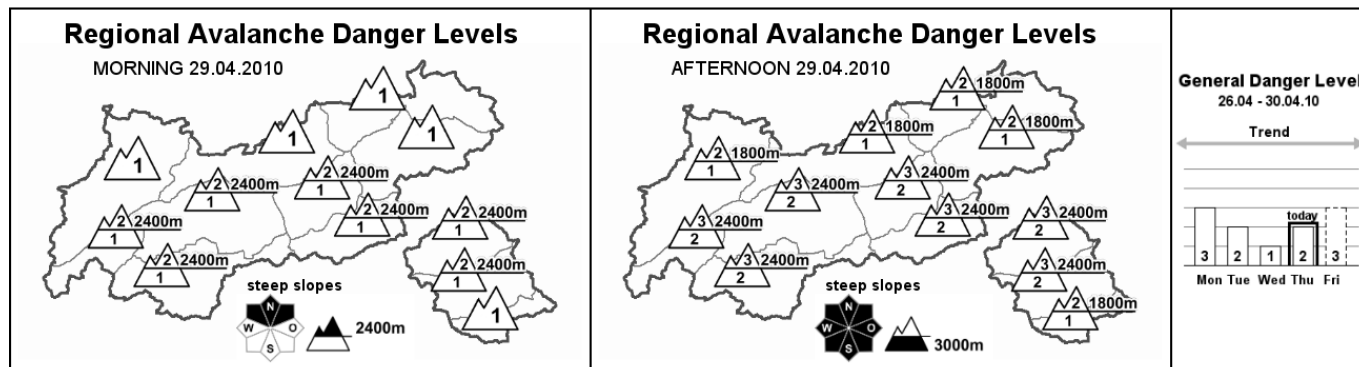 Regional Avalanche Danger Levels
MORNING 29.04.2010
1
1
1
1
2 2400m
1
2 2400m
1
2 2400m
1
2 2400m
1
2 2400m
1
2 2400m
1
2 2400m
1
1
steep slopes
N
W O
S
2400m
Regional Avalanche Danger Levels
AFTERNOON 29.04.2010
2 1800m
1
2 1800m
1
2 1800m
1
2 1800m
1
3 2400m
2
3 2400m
2
3 2400m
2
3 2400m
2
3 2400m
2
3 2400m
2
3 2400m
2
2 1800m
1
steep slopes
N
W O
S
3000m
General Danger Level
26.04 - 30.04.10
Trend
today
3 2 1 2 3
Mon Tue Wed Thu Fri